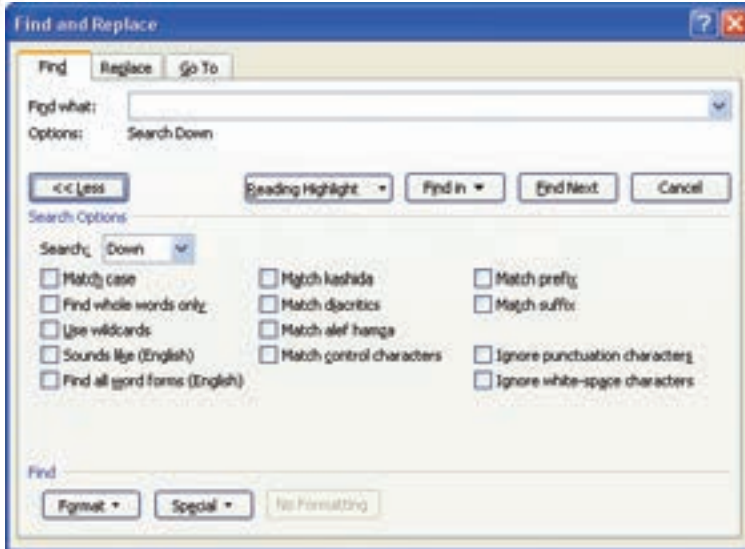 Find and Replace
Find Replace Go To
Find what:
Options: Search Down
<< Less Reading Highlight Find in Find Next Cancel
Search Options
Search: Down
Match case Match kashida Match prefix
Find whole words only Match diacritics Match suffix
Use wildcards Match alef hamza
Sounds like (English) Match control characters Ignore punctuation characters
Find all word forms (English) Ignore white-space characters
Find
Format Special No Formatting